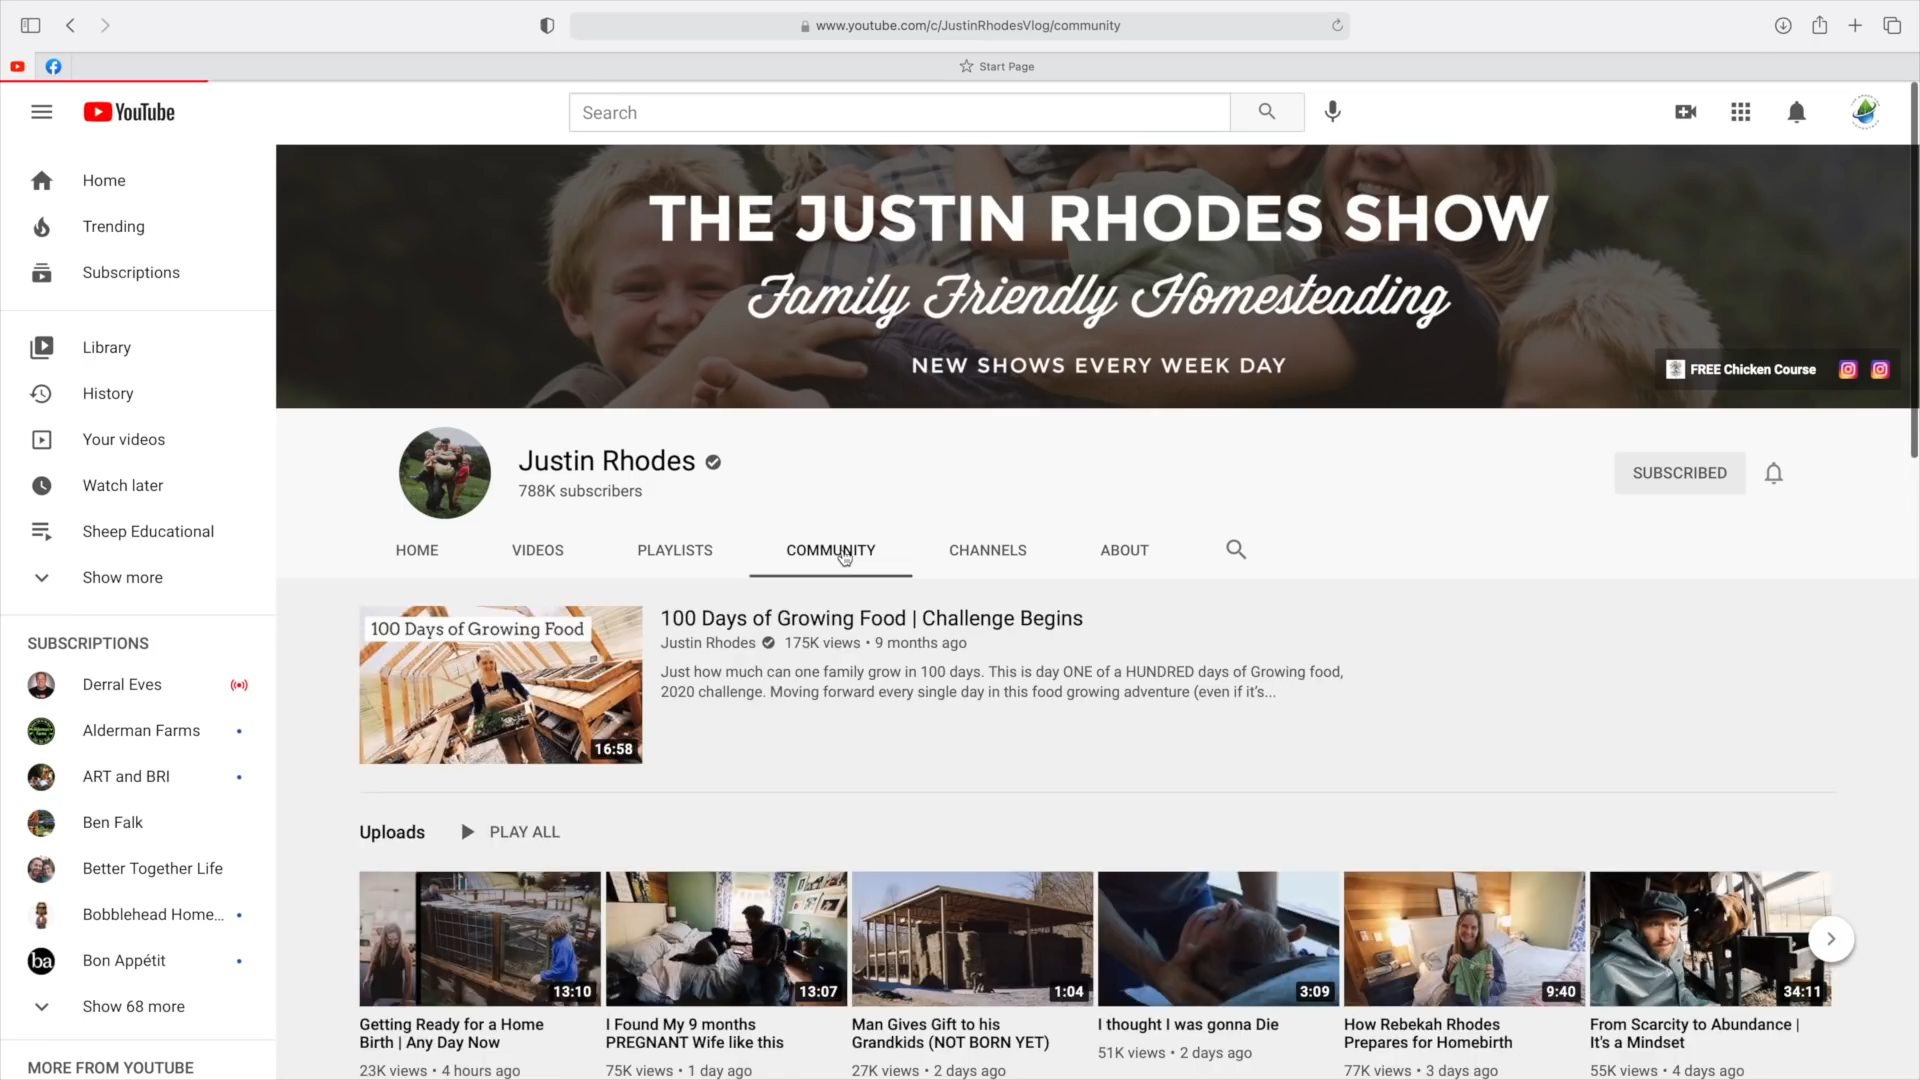 www.youtube.com/c/JustinRhodesVlog/community
Start Page
YouTube
Search
Home
Trending
Subscriptions
Library
History
Your videos
Watch later
Sheep Educational
Show more
SUBSCRIPTIONS
Derral Eves
Alderman Farms
ART and BRI
Ben Falk
Better Together Life
Bobblehead Home...
ba
Bon Appétit
Show 68 more
MORE FROM YOUTUBE
THE JUSTIN RHODES SHOW
Family Friendly Homesteading
NEW SHOWS EVERY WEEK DAY
FREE Chicken Course
Justin Rhodes
788K subscribers
SUBSCRIBED
HOME
VIDEOS
PLAYLISTS
COMMUNITY
CHANNELS
ABOUT
100 Days of Growing Food
16:58
100 Days of Growing Food | Challenge Begins
Justin Rhodes 175K views • 9 months ago
Just how much can one family grow in 100 days. This is day ONE of a HUNDRED days of Growing food,
2020 challenge. Moving forward every single day in this food growing adventure (even if it's...
Uploads
PLAY ALL
13:10
Getting Ready for a Home
Birth | Any Day Now
23K views • 4 hours ago
13:07
I Found My 9 months
PREGNANT Wife like this
75K views • 1 day ago
1:04
Man Gives Gift to his
Grandkids (NOT BORN YET)
27K views • 2 days ago
3:09
I thought I was gonna Die
51K views • 2 days ago
9:40
How Rebekah Rhodes
Prepares for Homebirth
77K views • 3 days ago
34:11
From Scarcity to Abundance |
It's a Mindset
55K views • 4 days ago